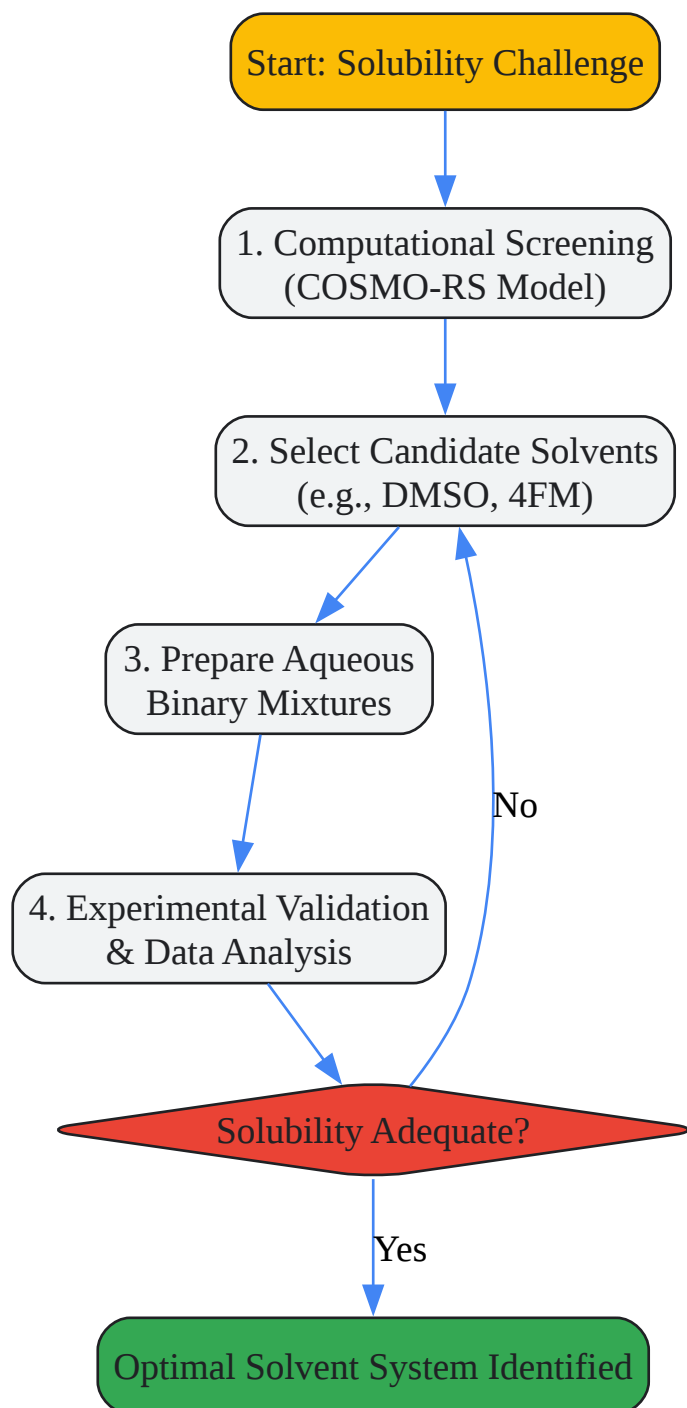 Start: Solubility Challenge
1. Computational Screening
(COSMO-RS Model)
2. Select Candidate Solvents
(e.g., DMSO, 4FM)
3. Prepare Aqueous
Binary Mixtures
No
4. Experimental Validation
& Data Analysis
Solubility Adequate?
Yes
Optimal Solvent System Identified